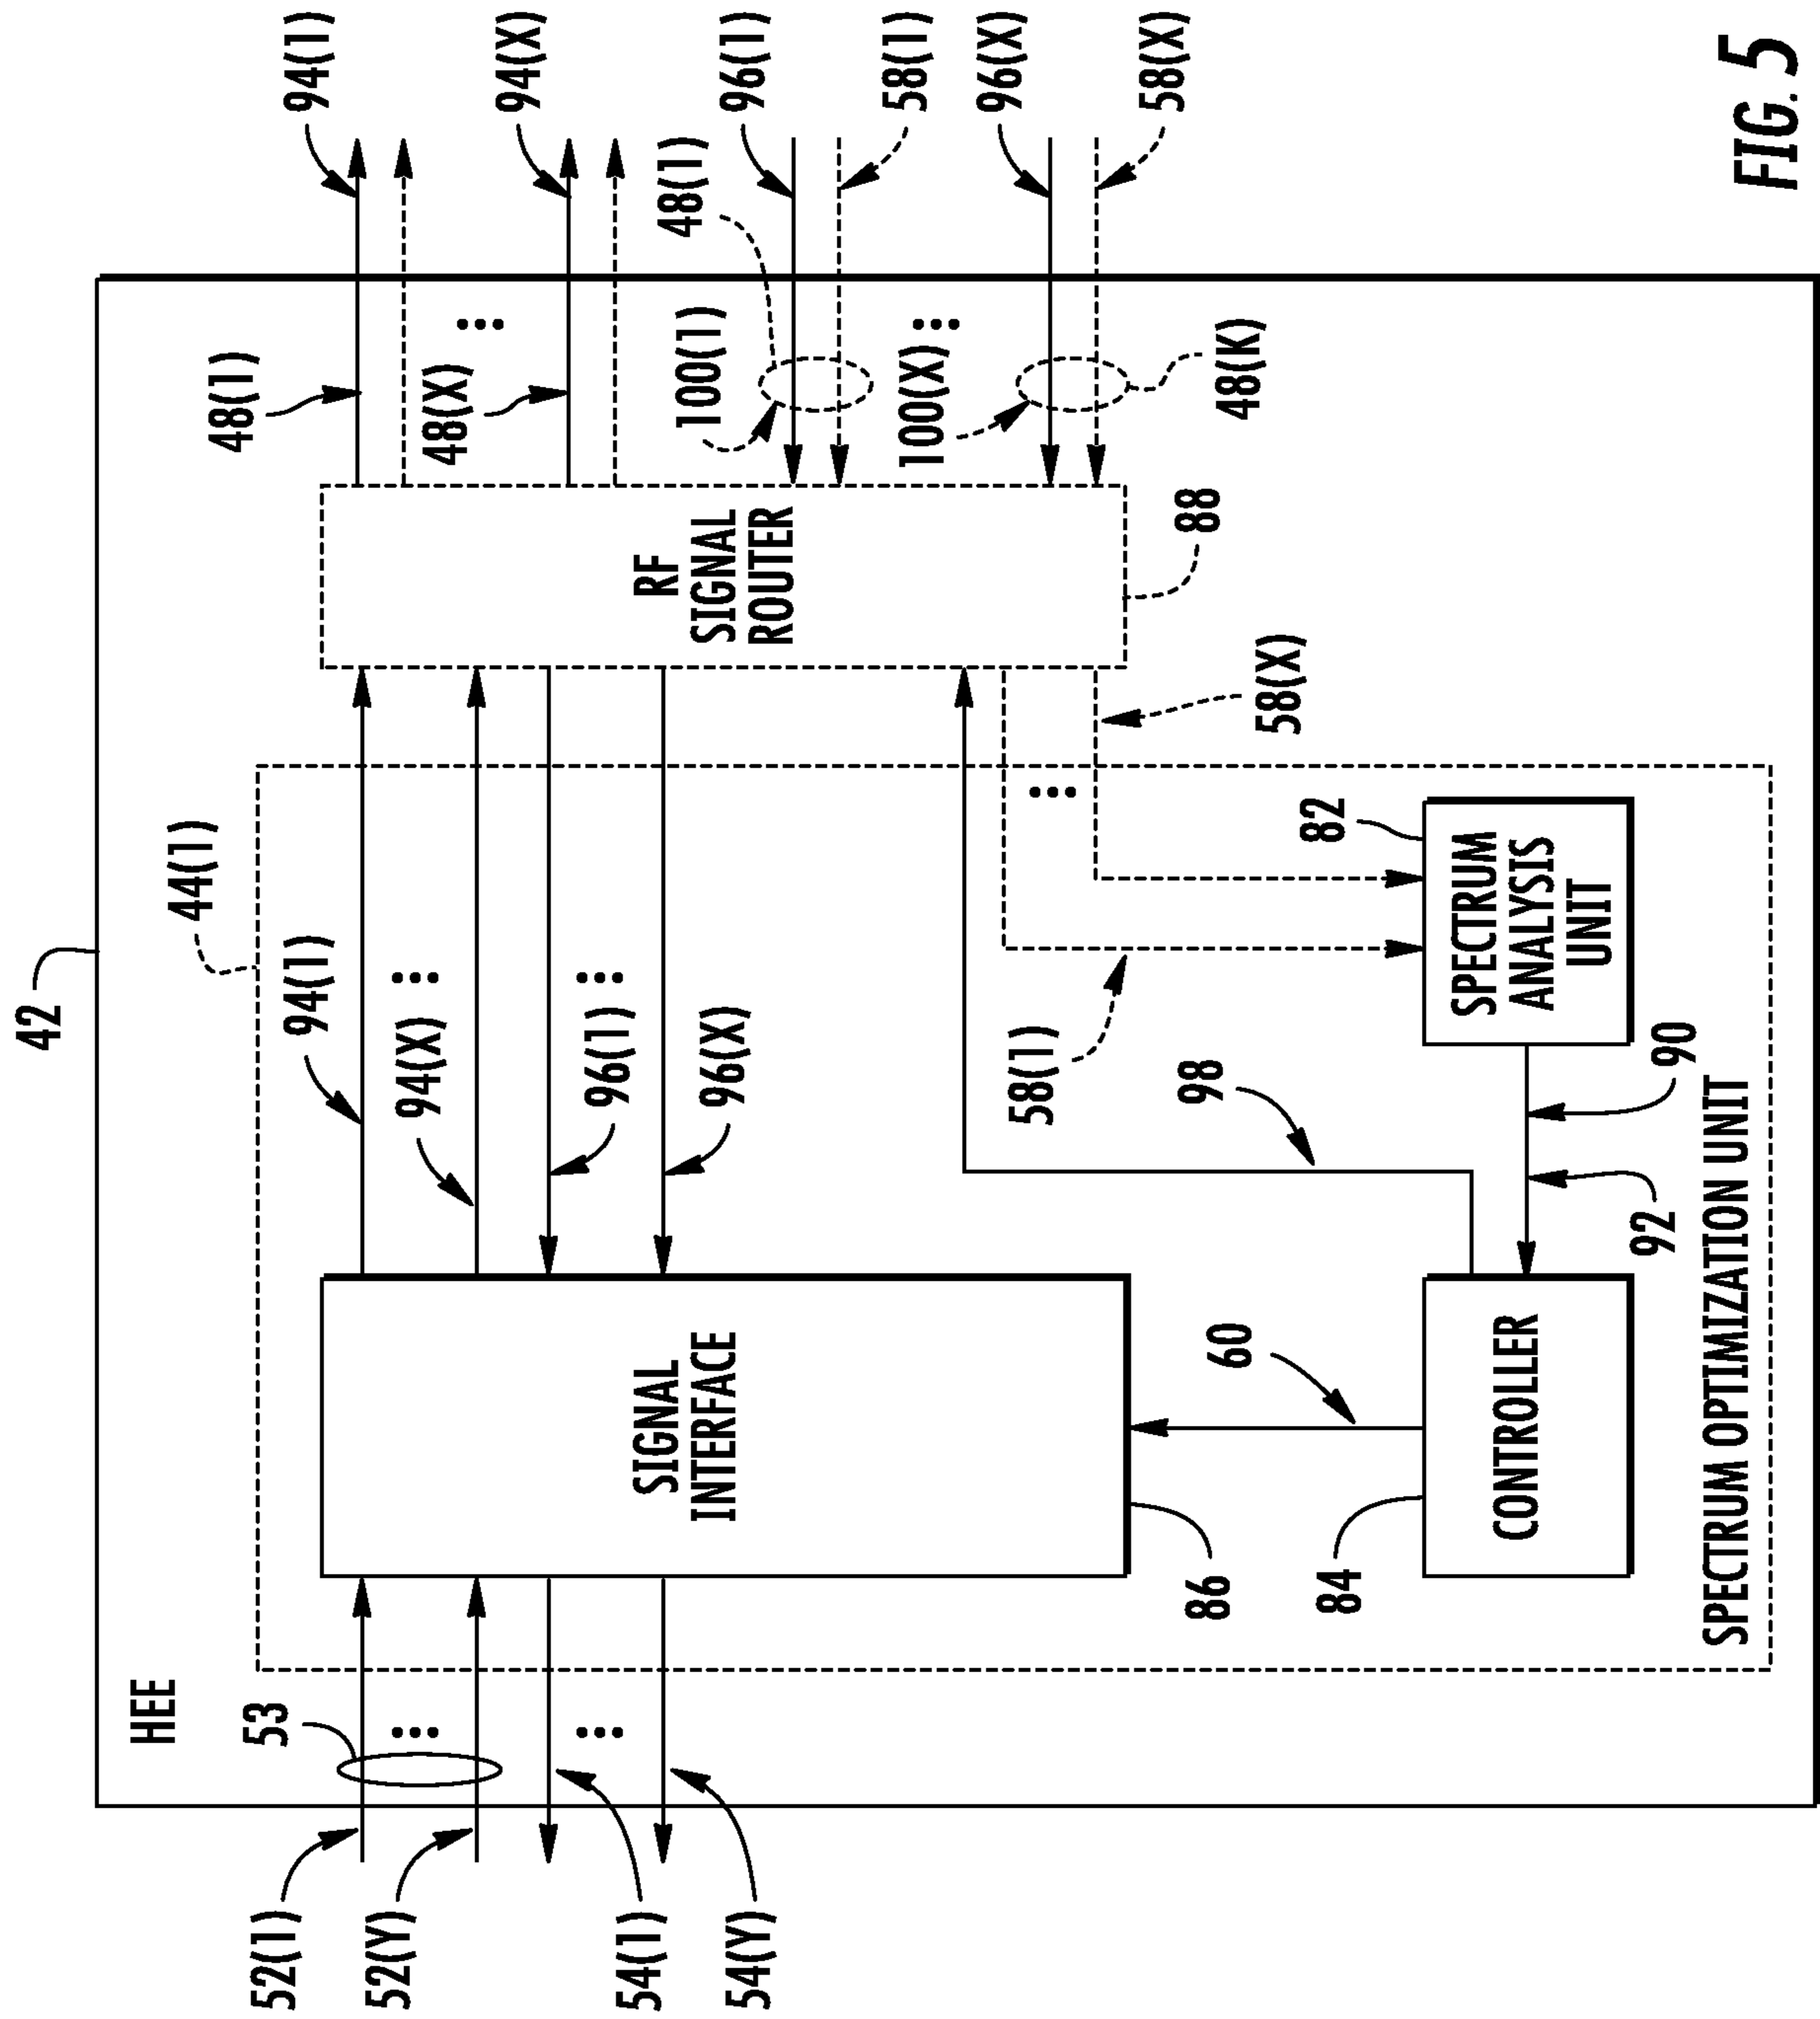 42
HEE
44(1)
53
52(1)
52(Y)
54(1)
54(Y)
94(1)
94(X)
96(1)
96(X)
SIGNAL
INTERFACE
86
60
84
CONTROLLER
98
92
90
58(1)
82
SPECTRUM
ANALYSIS
UNIT
58(X)
SPECTRUM OPTIMIZATION UNIT
RF
SIGNAL
ROUTER
88
48(1)
48(X)
100(1)
48(1)
100(X)
48(K)
94(1)
94(X)
96(1)
58(1)
96(X)
58(X)
FIG. 5